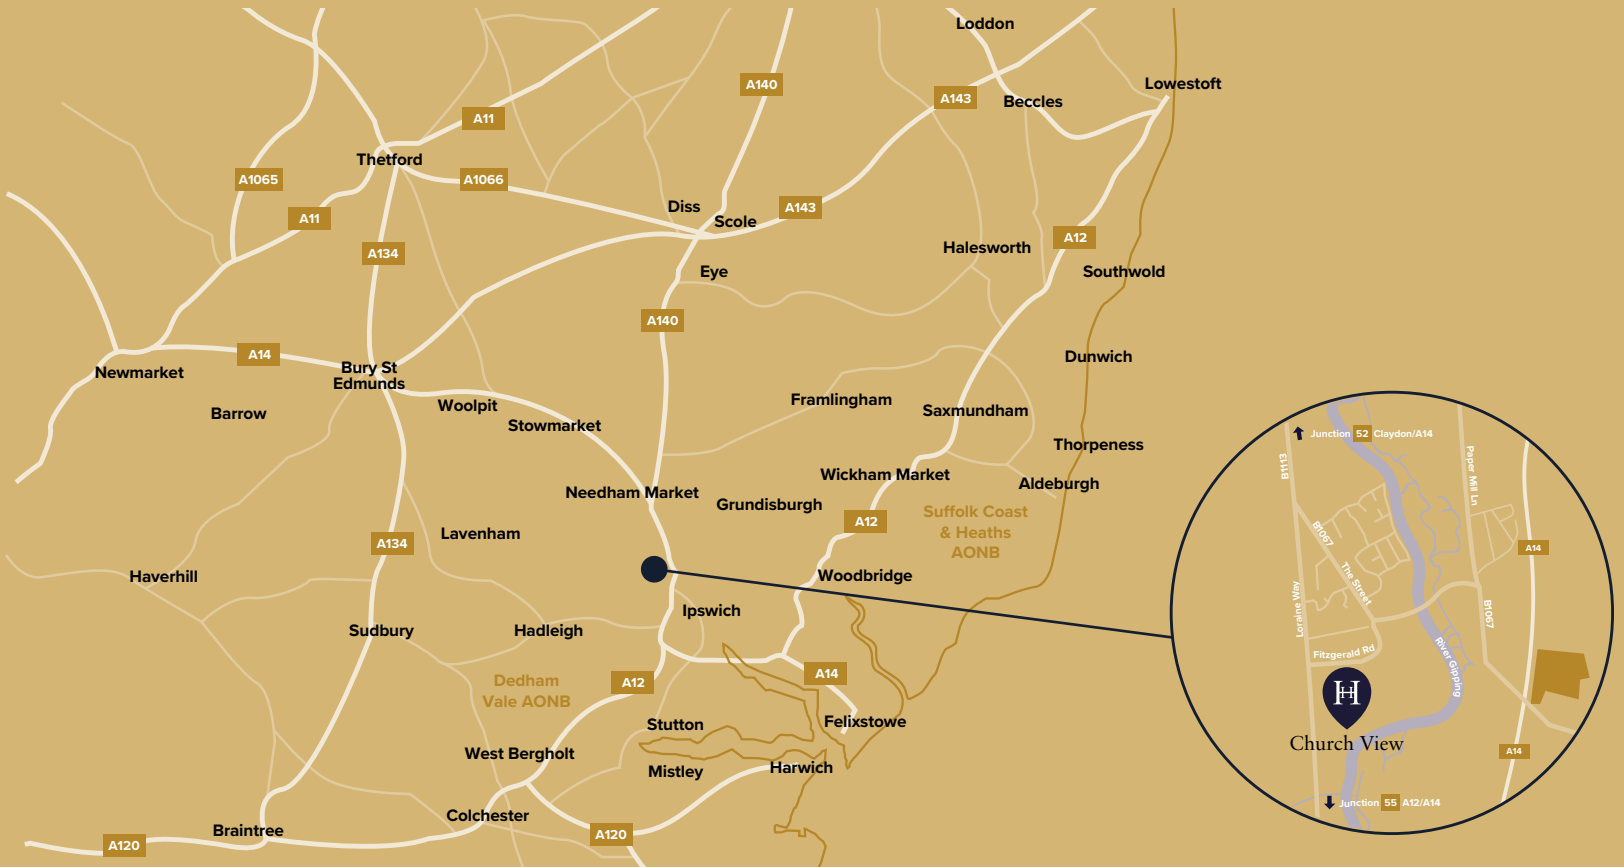 Loddon
Lowestoft
A140
A143
Beccles
A11
Thetford
A1065
A1066
A11
Diss
A143
Scole
A134
Halesworth
A12
Southwold
Eye
A140
A14
Dunwich
Newmarket
Bury St
Edmunds
Barrow
Woolpit
Stowmarket
Framlingham
Saxmundham
Thorpeness
Wickham Market
Aldeburgh
Needham Market
Grundisburgh
Suffolk Coast
& Heaths
AONB
A12
Lavenham
A134
Haverhill
Woodbridge
Ipswich
Sudbury
Hadleigh
Dedham
Vale AONB
A12
A14
Stutton
Felixstowe
West Bergholt
Mistley
Harwich
Colchester
Braintree
A120
A120
Junction 52 Claydon/A14
B1113
Paper Mill Ln
B1067
A14
The Street
Loraine Way
B1067
Fitzgerald Rd
River Gipping
H
Church View
A14
Junction 55 A12/A14